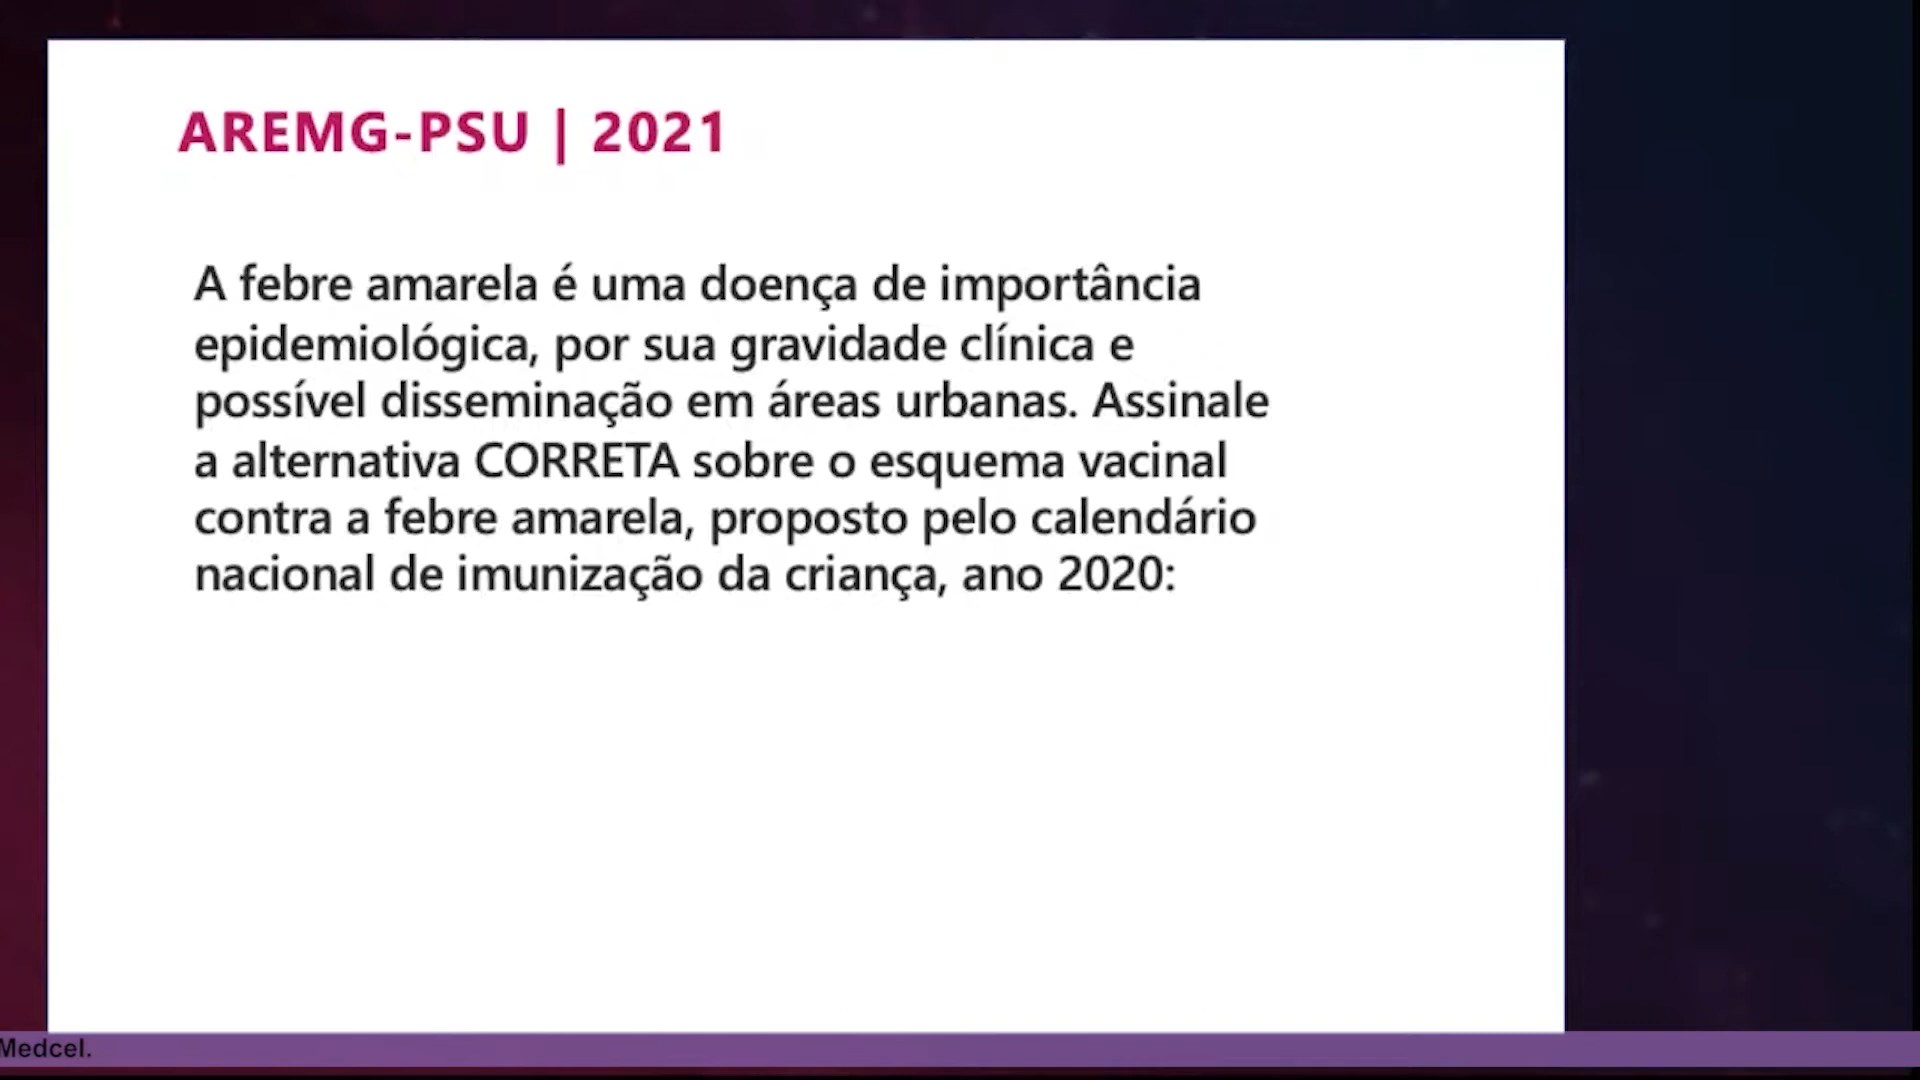 AREMG-PSU | 2021
A febre amarela é uma doença de importância
epidemiológica, por sua gravidade clínica e
possível disseminação em áreas urbanas. Assinale
a alternativa CORRETA sobre o esquema vacinal
contra a febre amarela, proposto pelo calendário
nacional de imunização da criança, ano 2020:
Medcel.